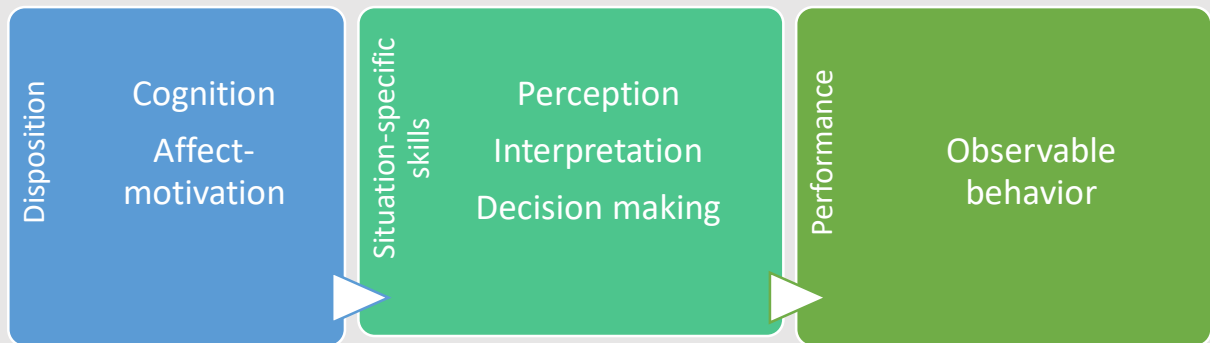 Disposition
Cognition
Affect-
motivation
Situation-specific
skills
Perception
Interpretation
Decision making
Performance
Observable
behavior